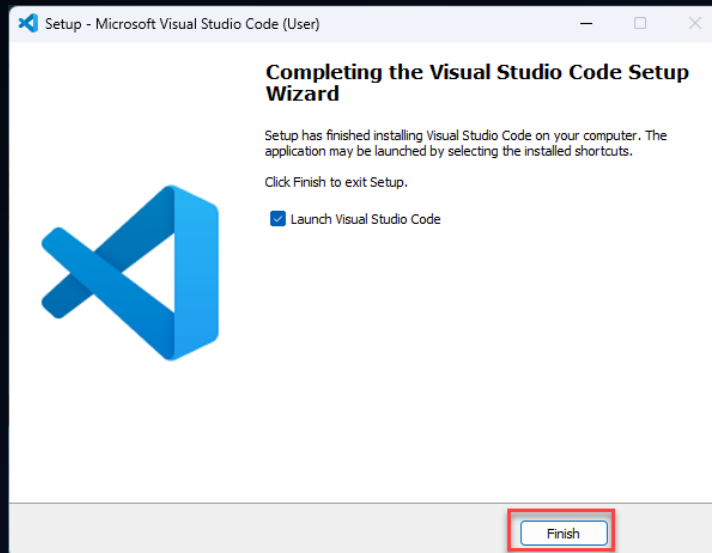 Setup - Microsoft Visual Studio Code (User)
Completing the Visual Studio Code Setup
Wizard
Setup has finished installing Visual Studio Code on your computer. The
application may be launched by selecting the installed shortcuts.
Click Finish to exit Setup.
Launch Visual Studio Code
Finish